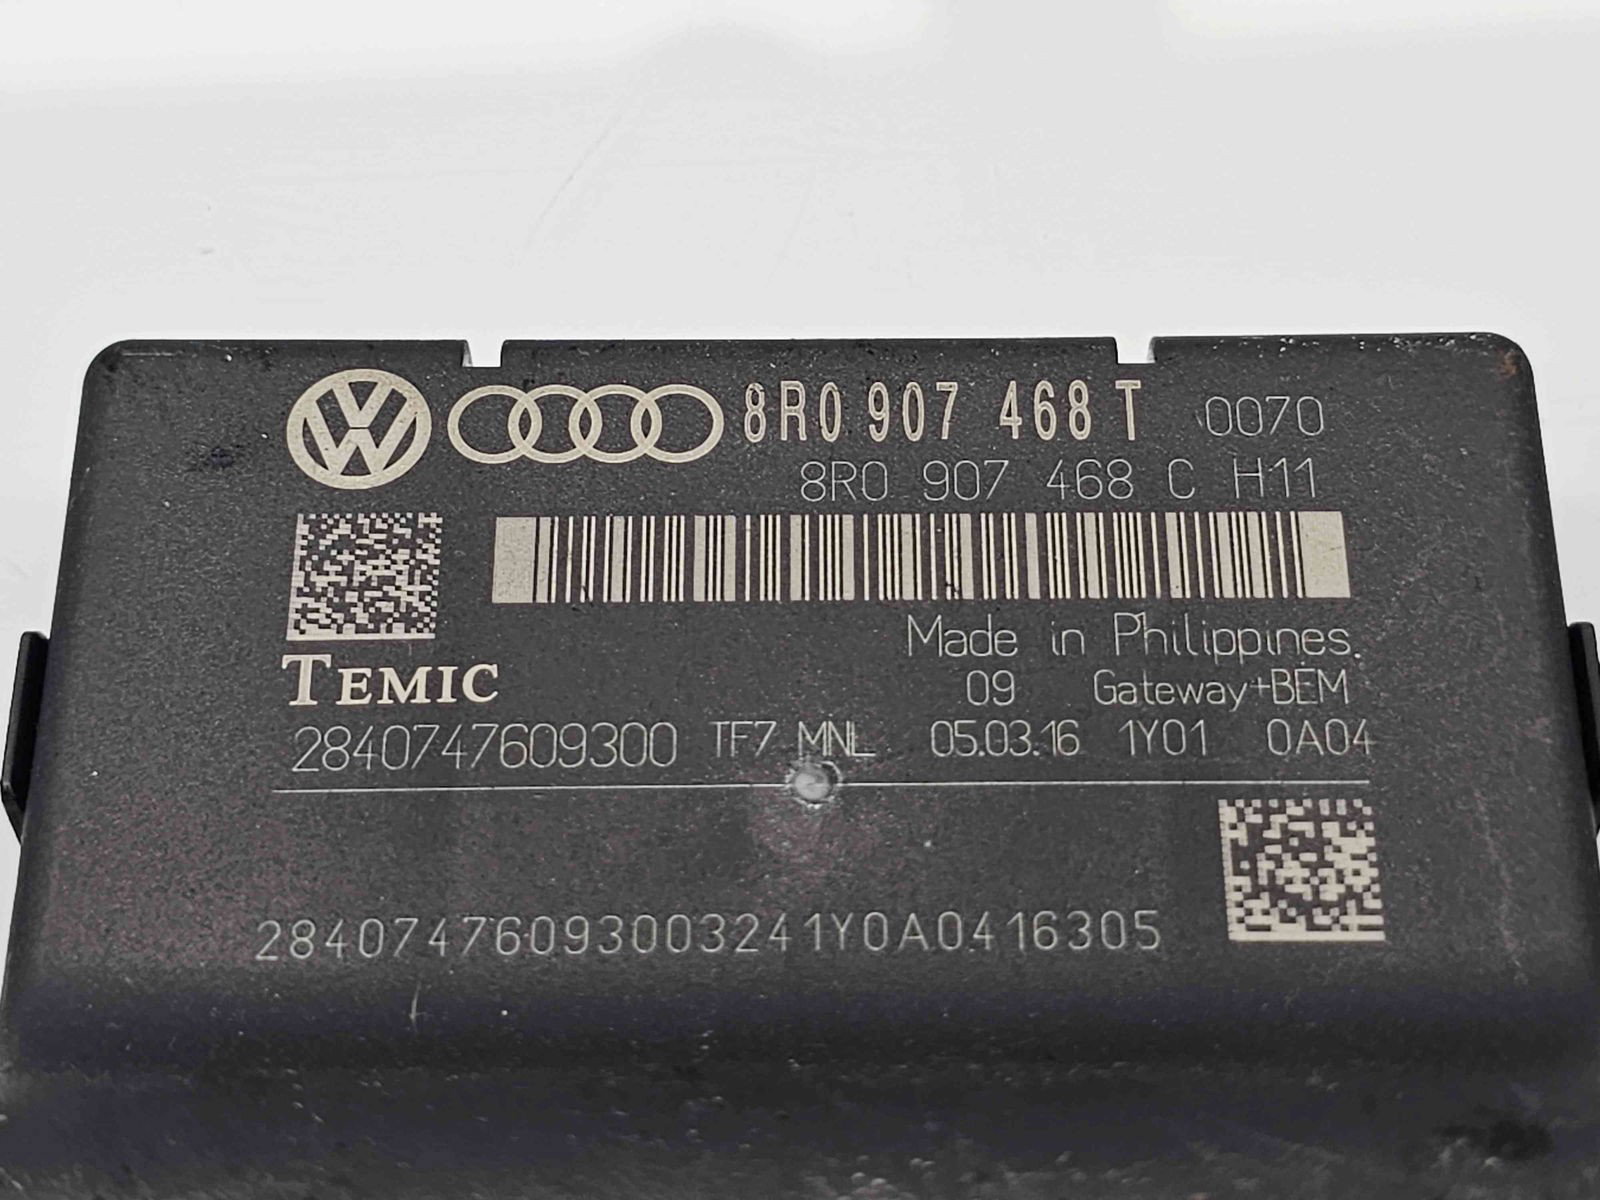 8R0 907 468 T 0070
8R0 907 468 C H11
Made in Philippines.
TEMIC 09 Gateway+BEM
2840747609300 TF7 MNL 05.03.16 1Y01 0A04
28407476093003241Y0A0416305